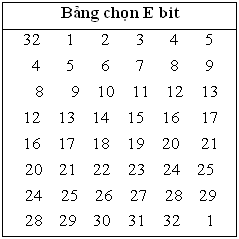 Bảng chọn E bit
32 1 2 3 4 5
4 5 6 7 8 9
8 9 10 11 12 13
12 13 14 15 16 17
16 17 18 19 20 21
20 21 22 23 24 25
24 25 26 27 28 29
28 29 30 31 32 1